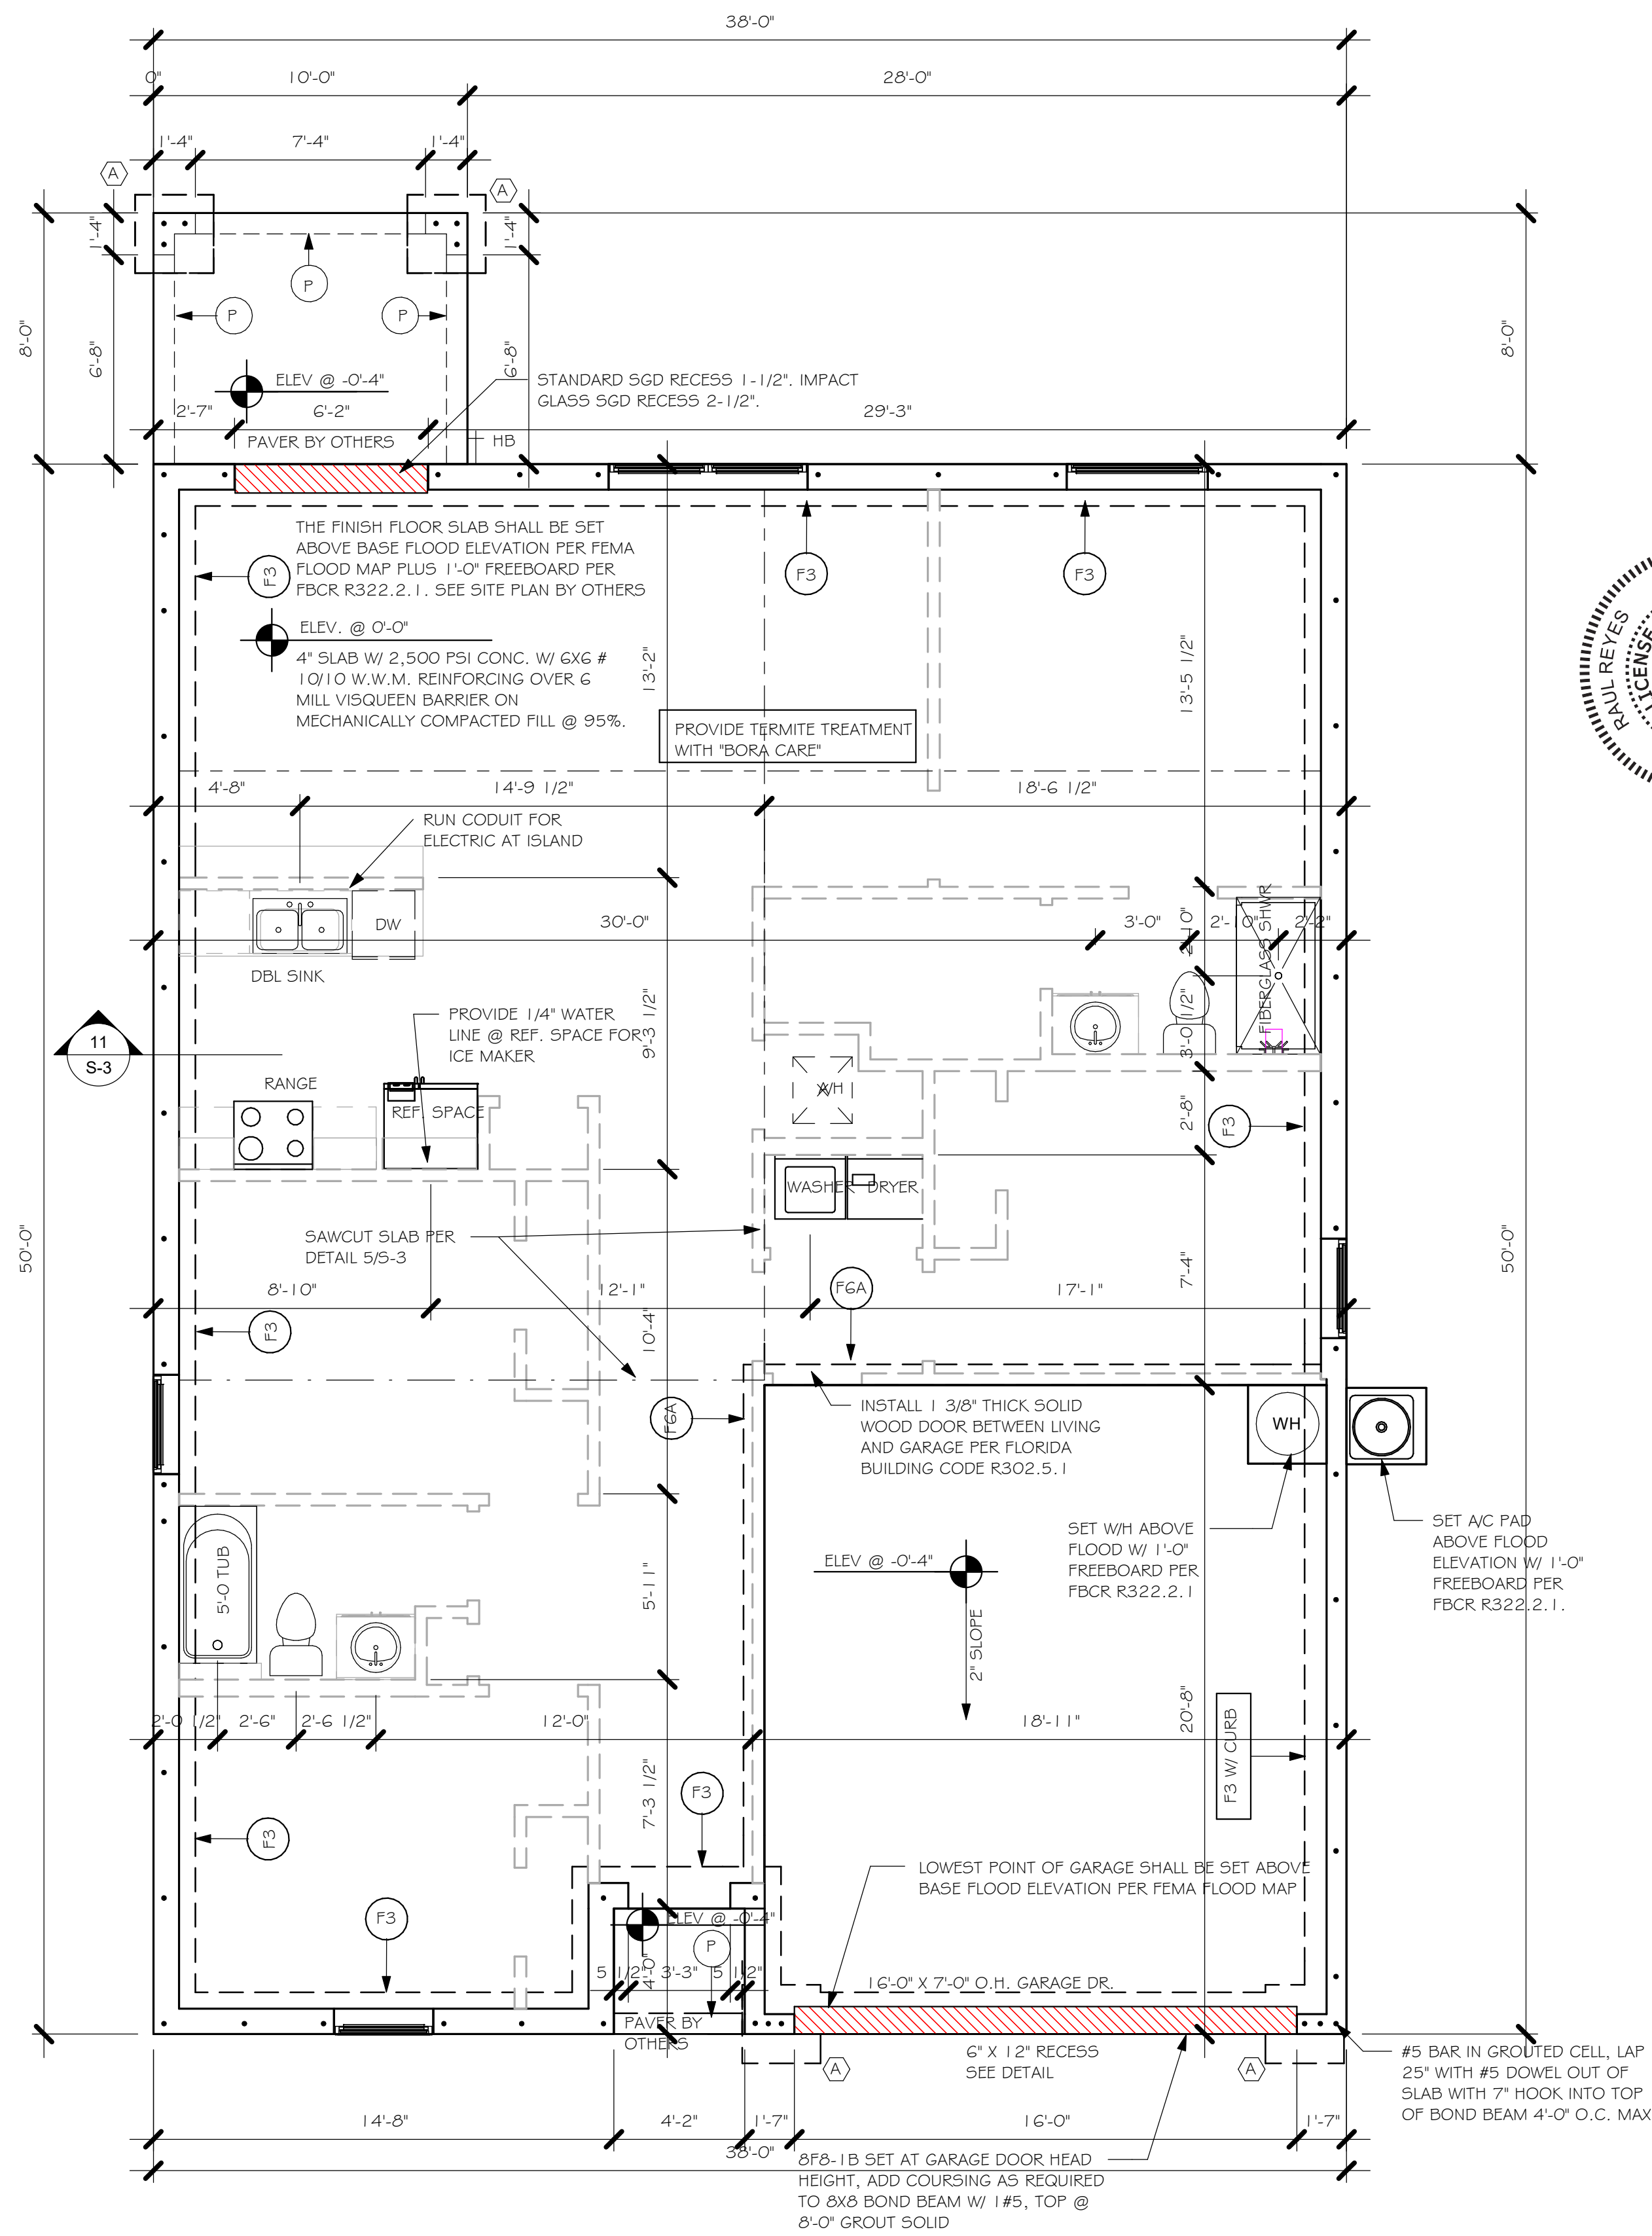 38'-0"
0"
10'-0"
28'-0"
1'-4"
7'-4"
1'-4"
A
A
1'-4"
1'-4"
8'-0"
8'-0"
6'-8"
6'-8"
P
P
P
ELEV @ -0'-4"
STANDARD SGD RECESS 1-1/2". IMPACT
GLASS SGD RECESS 2-1/2".
2'-7"
6'-2"
29'-3"
PAVER BY OTHERS
HB
THE FINISH FLOOR SLAB SHALL BE SET
ABOVE BASE FLOOD ELEVATION PER FEMA
FLOOD MAP PLUS 1'-0" FREEBOARD PER
FBCR R322.2.1. SEE SITE PLAN BY OTHERS
F3
F3
F3
RAUL REYES
LICENSE
ELEV. @ 0'-0"
4" SLAB W/ 2,500 PSI CONC. W/ 6X6 #
10/10 W.W.M. REINFORCING OVER 6
MILL VISQUEEN BARRIER ON
MECHANICALLY COMPACTED FILL @ 95%.
13'-2"
13'-5 1/2"
PROVIDE TERMITE TREATMENT
WITH "BORA CARE"
4'-8"
14'-9 1/2"
18'-6 1/2"
RUN CODUIT FOR
ELECTRIC AT ISLAND
DW
DBL SINK
30'-0"
3'-0"
2'-10"
2'-10"
2'-2"
FIBERGLASS SHWR
11
S-3
PROVIDE 1/4" WATER
LINE @ REF. SPACE FOR
ICE MAKER
9'-3 1/2"
3'-0 1/2"
RANGE
REF. SPACE
A/H
2'-8"
F3
WASHER
DRYER
SAWCUT SLAB PER
DETAIL 5/S-3
50'-0"
50'-0"
7'-4"
8'-10"
12'-1"
17'-1"
F6A
F3
10'-4"
F6A
INSTALL 1 3/8" THICK SOLID
WOOD DOOR BETWEEN LIVING
AND GARAGE PER FLORIDA
BUILDING CODE R302.5.1
WH
SET W/H ABOVE
FLOOD W/ 1'-0"
FREEBOARD PER
FBCR R322.2.1
SET A/C PAD
ABOVE FLOOD
ELEVATION W/ 1'-0"
FREEBOARD PER
FBCR R322.2.1.
ELEV @ -0'-4"
5'-0 TUB
5'-11"
2" SLOPE
2'-0 1/2"
2'-6"
2'-6 1/2"
12'-0"
18'-11"
20'-8"
F3 W/ CURB
7'-3 1/2"
F3
F3
LOWEST POINT OF GARAGE SHALL BE SET ABOVE
BASE FLOOD ELEVATION PER FEMA FLOOD MAP
F3
ELEV @ -0'-4"
P
4'-0"
5 1/2"
3'-3"
5 1/2"
16'-0" X 7'-0" O.H. GARAGE DR.
PAVER BY
OTHERS
6" X 12" RECESS
SEE DETAIL
A
A
#5 BAR IN GROUTED CELL, LAP
25" WITH #5 DOWEL OUT OF
SLAB WITH 7" HOOK INTO TOP
OF BOND BEAM 4'-0" O.C. MAX
14'-8"
4'-2"
1'-7"
16'-0"
1'-7"
38'-0"
8F8-1B SET AT GARAGE DOOR HEAD
HEIGHT, ADD COURSING AS REQUIRED
TO 8X8 BOND BEAM W/ 1#5, TOP @
8'-0" GROUT SOLID